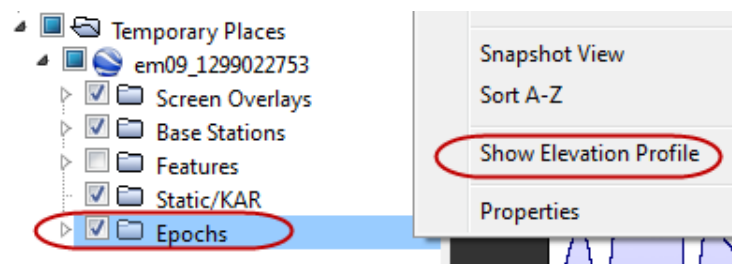 Temporary Places
em09_1299022753
Screen Overlays
Base Stations
Features
Static/KAR
Epochs
Snapshot View
Sort A-Z
Show Elevation Profile
Properties